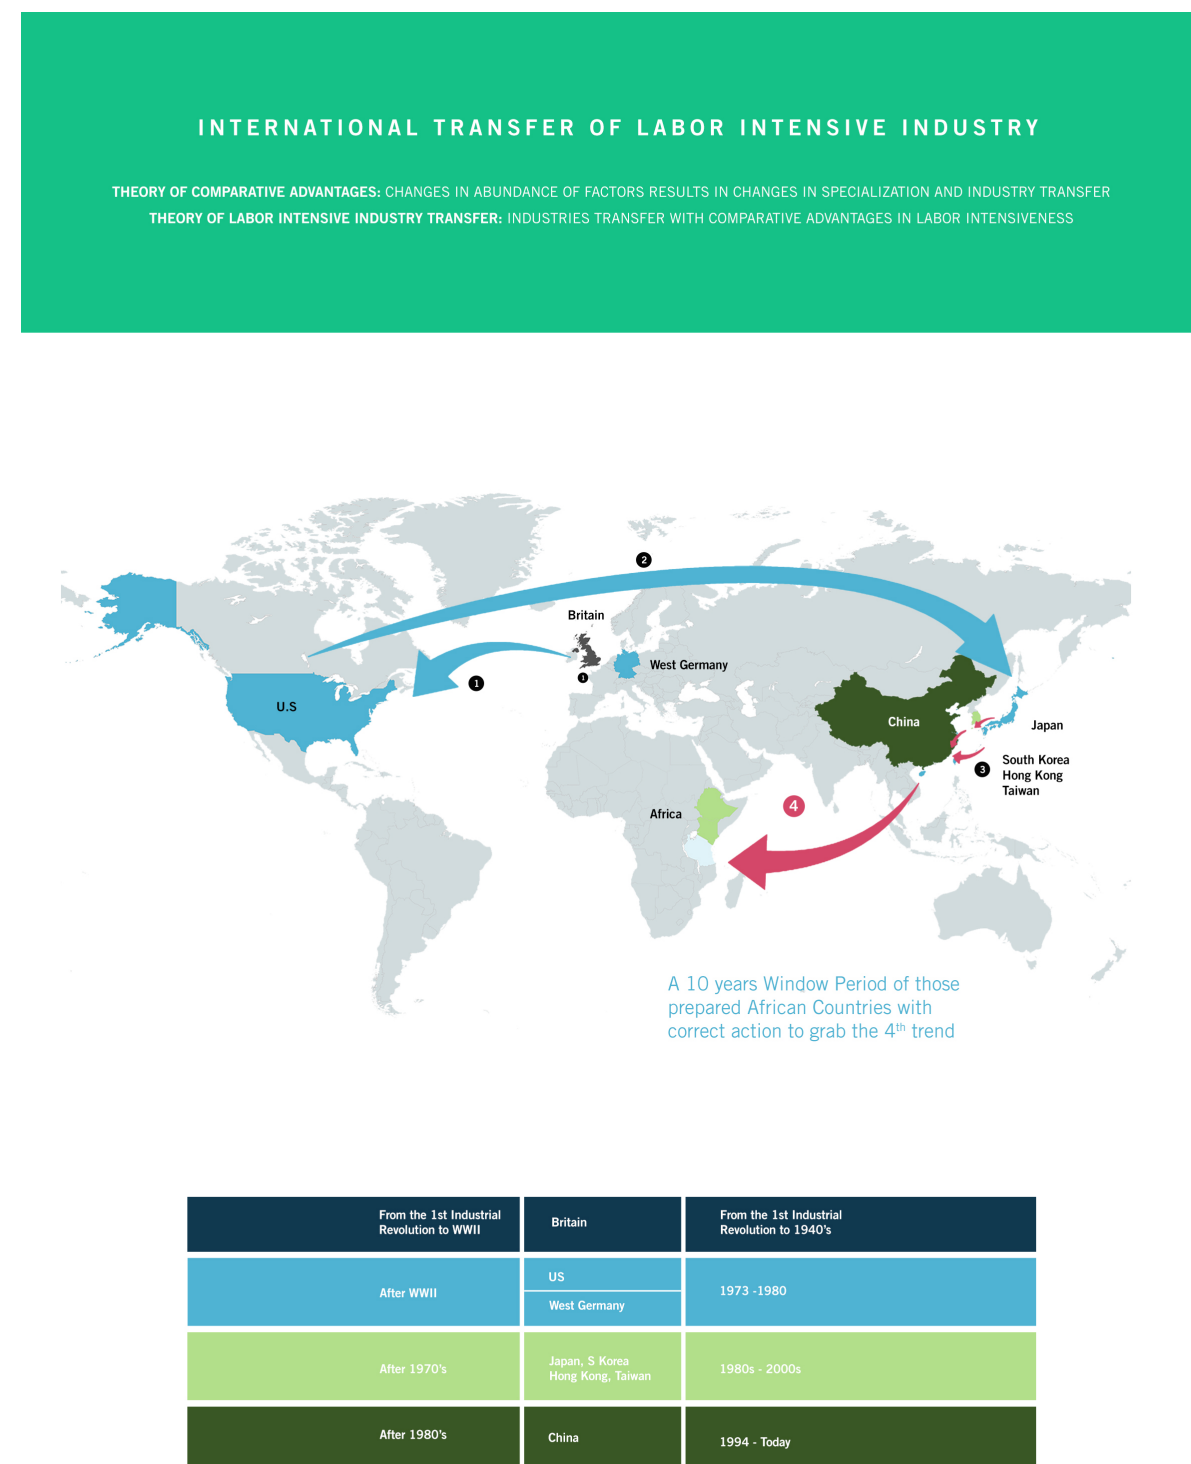 INTERNATIONAL TRANSFER OF LABOR INTENSIVE INDUSTRY
THEORY OF COMPARATIVE ADVANTAGES: CHANGES IN ABUNDANCE OF FACTORS RESULTS IN CHANGES IN SPECIALIZATION AND INDUSTRY TRANSFER
THEORY OF LABOR INTENSIVE INDUSTRY TRANSFER: INDUSTRIES TRANSFER WITH COMPARATIVE ADVANTAGES IN LABOR INTENSIVENESS
2
Britain
West Germany
1
1
U.S
China
Japan
South Korea
Hong Kong
Taiwan
3
4
Africa
A 10 years Window Period of those
prepared African Countries with
correct action to grab the 4th trend
From the 1st Industrial
Revolution to WWII
Britain
From the 1st Industrial
Revolution to 1940's
After WWII
US
West Germany
1973 -1980
After 1970's
Japan, S Korea
Hong Kong, Taiwan
1980s - 2000s
After 1980's
China
1994 - Today